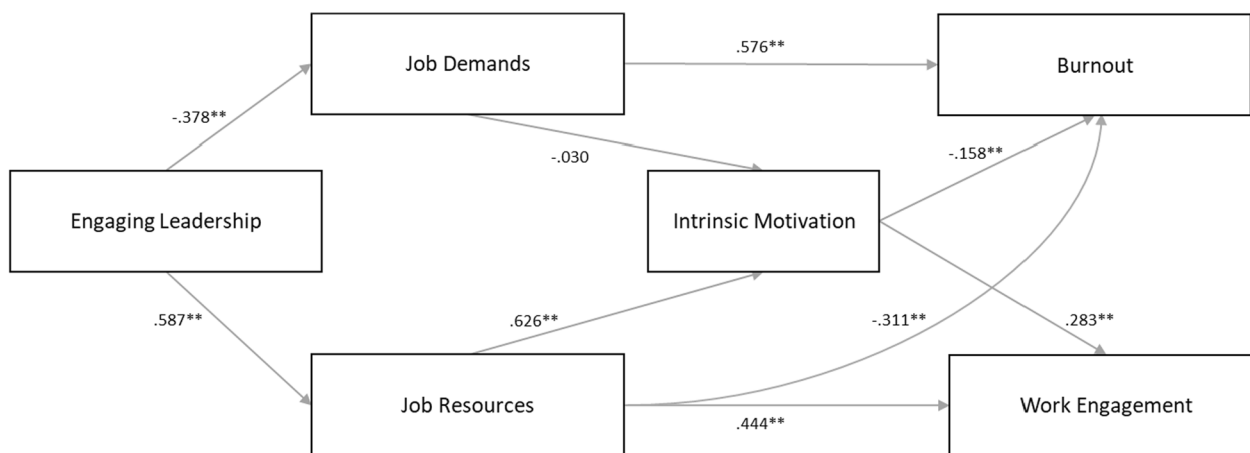 Job Demands
.576**
Burnout
-.378**
-.030
-.158**
Engaging Leadership
Intrinsic Motivation
.587**
.626**
-.311**
.283**
Job Resources
.444**
Work Engagement